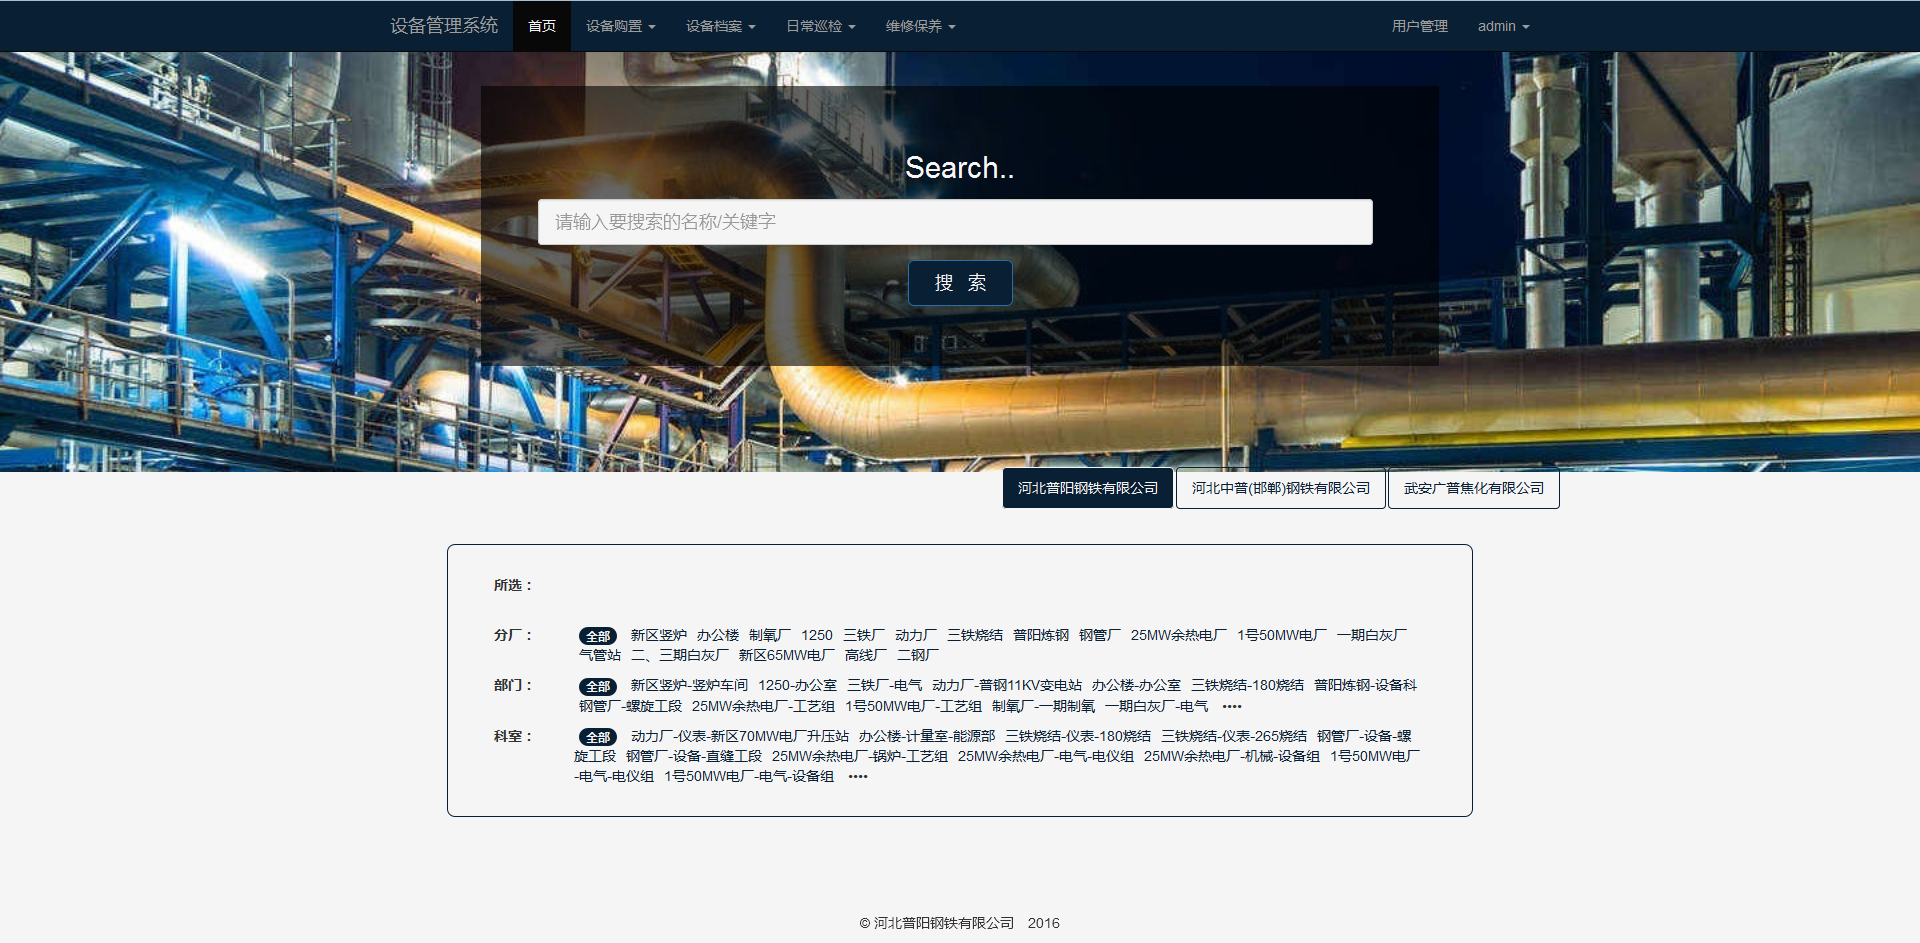 设备管理系统 首页 设备购置 设备档案 日常巡检 维修保养 用户管理 admin
Search..
请输入要搜索的名称/关键字
搜 索
河北普阳钢铁有限公司 河北中普(邯郸)钢铁有限公司 武安广普焦化有限公司
所选：
分厂： 全部 新区竖炉 办公楼 制氧厂 1250 三铁厂 动力厂 三铁烧结 普阳炼钢 钢管厂 25MW余热电厂 1号50MW电厂 一期白灰厂
气管站 二、三期白灰厂 新区65MW电厂 高线厂 二钢厂
部门： 全部 新区竖炉-竖炉车间 1250-办公室 三铁厂-电气 动力厂-普钢11KV变电站 办公楼-办公室 三铁烧结-180烧结 普阳炼钢-设备科
钢管厂-螺旋工段 25MW余热电厂-工艺组 1号50MW电厂-工艺组 制氧厂-一期制氧 一期白灰厂-电气 ••••
科室： 全部 动力厂-仪表-新区70MW电厂升压站 办公楼-计量室-能源部 三铁烧结-仪表-180烧结 三铁烧结-仪表-265烧结 钢管厂-设备-螺
旋工段 钢管厂-设备-直缝工段 25MW余热电厂-锅炉-工艺组 25MW余热电厂-电气-电仪组 25MW余热电厂-机械-设备组 1号50MW电厂
-电气-电仪组 1号50MW电厂-电气-设备组 ••••
© 河北普阳钢铁有限公司 2016